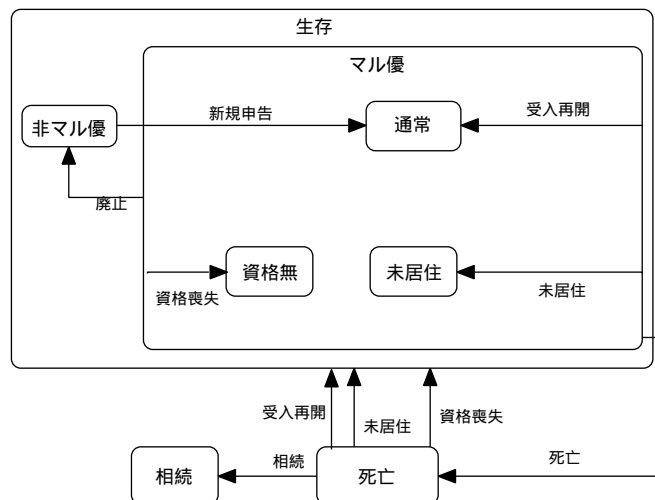 生存
マル優
非マル優
新規申告
通常
受入再開
廃止
資格無
未居住
資格喪失
未居住
受入再開
未居住
資格喪失
相続
相続
死亡
死亡